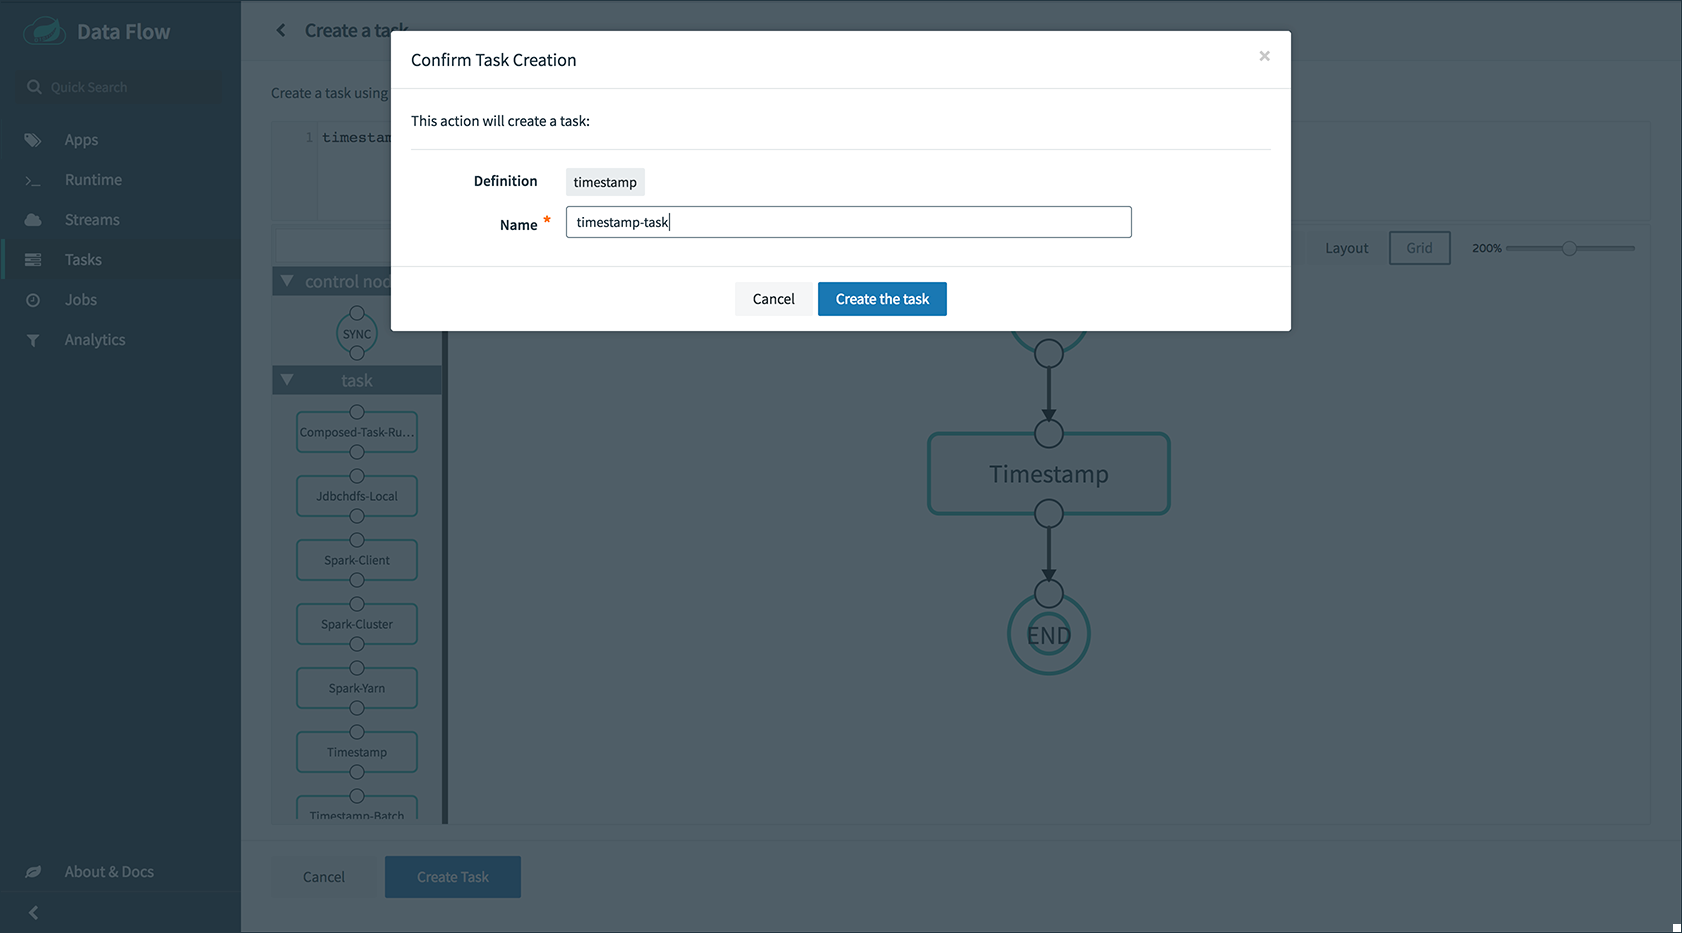 Data Flow
Quick Search
Apps
Runtime
Streams
Tasks
Jobs
Analytics
About & Docs
Create a task
Create a task using
1 timestam
Confirm Task Creation
×
This action will create a task:
Definition timestamp
Name * timestamp-task
Cancel Create the task
Layout Grid 200%
control nod
SYNC
task
Composed-Task-Ru...
Jdbchdfs-Local
Spark-Client
Spark-Cluster
Spark-Yarn
Timestamp
Timestamp-Batch
Timestamp
END
Cancel Create Task